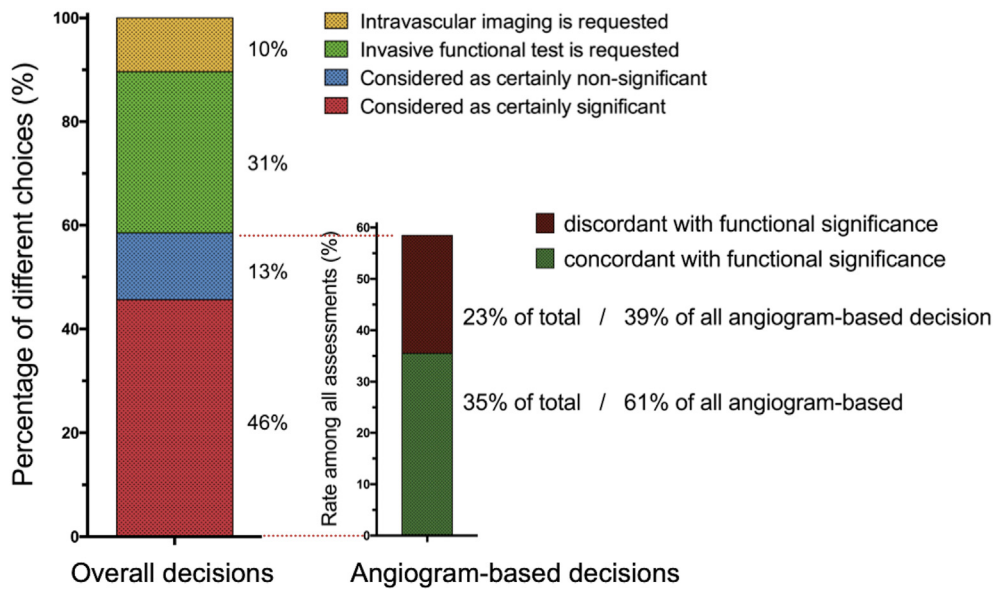 Percentage of different choices (%)
100
80
60
40
20
0
10%
31%
13%
46%
Overall decisions
Intravascular imaging is requested
Invasive functional test is requested
Considered as certainly non-significant
Considered as certainly significant
Rate among all assessments (%)
60
50
40
30
20
10
0
discordant with functional significance
concordant with functional significance
23% of total / 39% of all angiogram-based decision
35% of total / 61% of all angiogram-based
Angiogram-based decisions